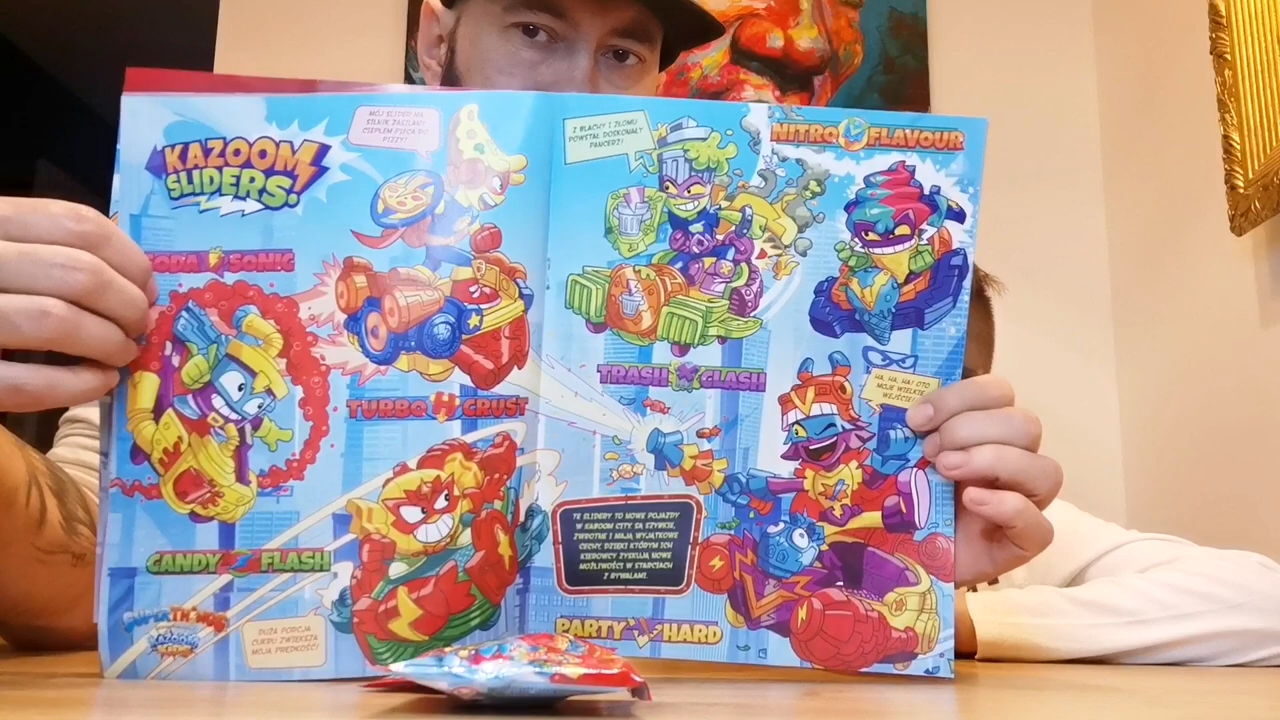 KAZOOM
SLIDERS!
MÓJ SLIDER MA
SILNIK ZASILANY
CIEPŁEM PIECA DO
PIZZY!
SODA SONIC
TURBO CRUST
CANDY FLASH
SUPERTHINGS
KAZOOM
KIDS
DUŻA PORCJA
CUKRU ZWIĘKSZA
MOJĄ PRĘDKOŚĆ!
Z BLACHY I ZŁOMU
POWSTAŁ DOSKONAŁY
PANCERZ!
NITRO FLAVOUR
TRASH CLASH
HA, HA, HA! OTO
MOJE WIELKIE
WEJŚCIE!
TE SLIDERY TO NOWE POJAZDY
W KABOOM CITY. SĄ SZYBKIE,
ZWROTNE I MAJĄ WYJĄTKOWE
CECHY, DZIĘKI KTÓRYM ICH
KIEROWCY ZYSKUJĄ NOWE
MOŻLIWOŚCI W STARCIACH
Z RYWALAMI.
PARTY HARD